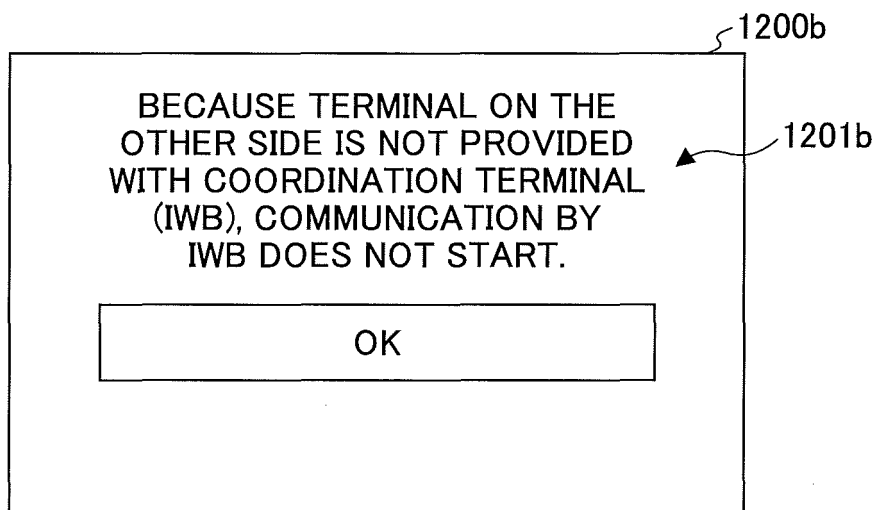 1200b
BECAUSE TERMINAL ON THE
OTHER SIDE IS NOT PROVIDED
WITH COORDINATION TERMINAL
(IWB), COMMUNICATION BY
IWB DOES NOT START.
1201b
OK